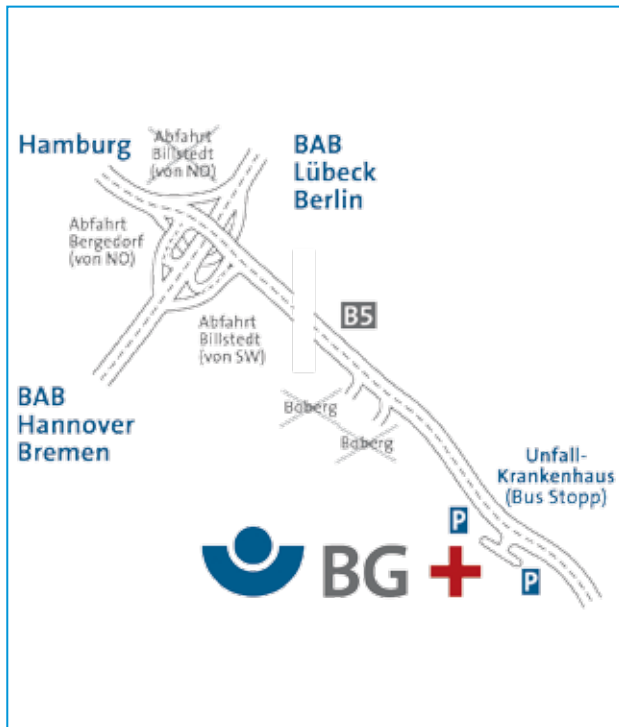 Hamburg
Abfahrt
Billstedt
(von NO)
BAB
Lübeck
Berlin
Abfahrt
Bergedorf
(von NO)
Abfahrt
Billstedt
(von SW)
B5
BAB
Hannover
Bremen
Boberg
Boberg
Unfall-
Krankenhaus
(Bus Stopp)
P
BG
P